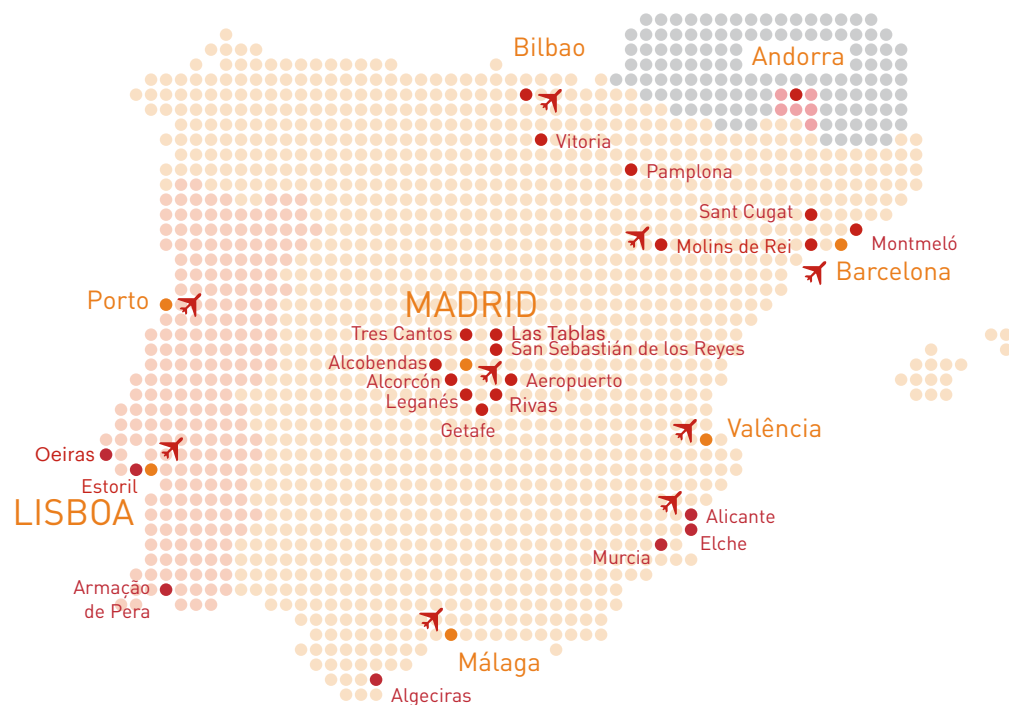 Bilbao
Andorra
Vitoria
Pamplona
Sant Cugat
Molins de Rei
Montmeló
Barcelona
Porto
MADRID
Tres Cantos
Las Tablas
San Sebastián de los Reyes
Alcobendas
Alcorcón
Aeropuerto
Leganés
Rivas
Getafe
Valência
Oeiras
Estoril
LISBOA
Alicante
Elche
Murcia
Armação
de Pera
Málaga
Algeciras